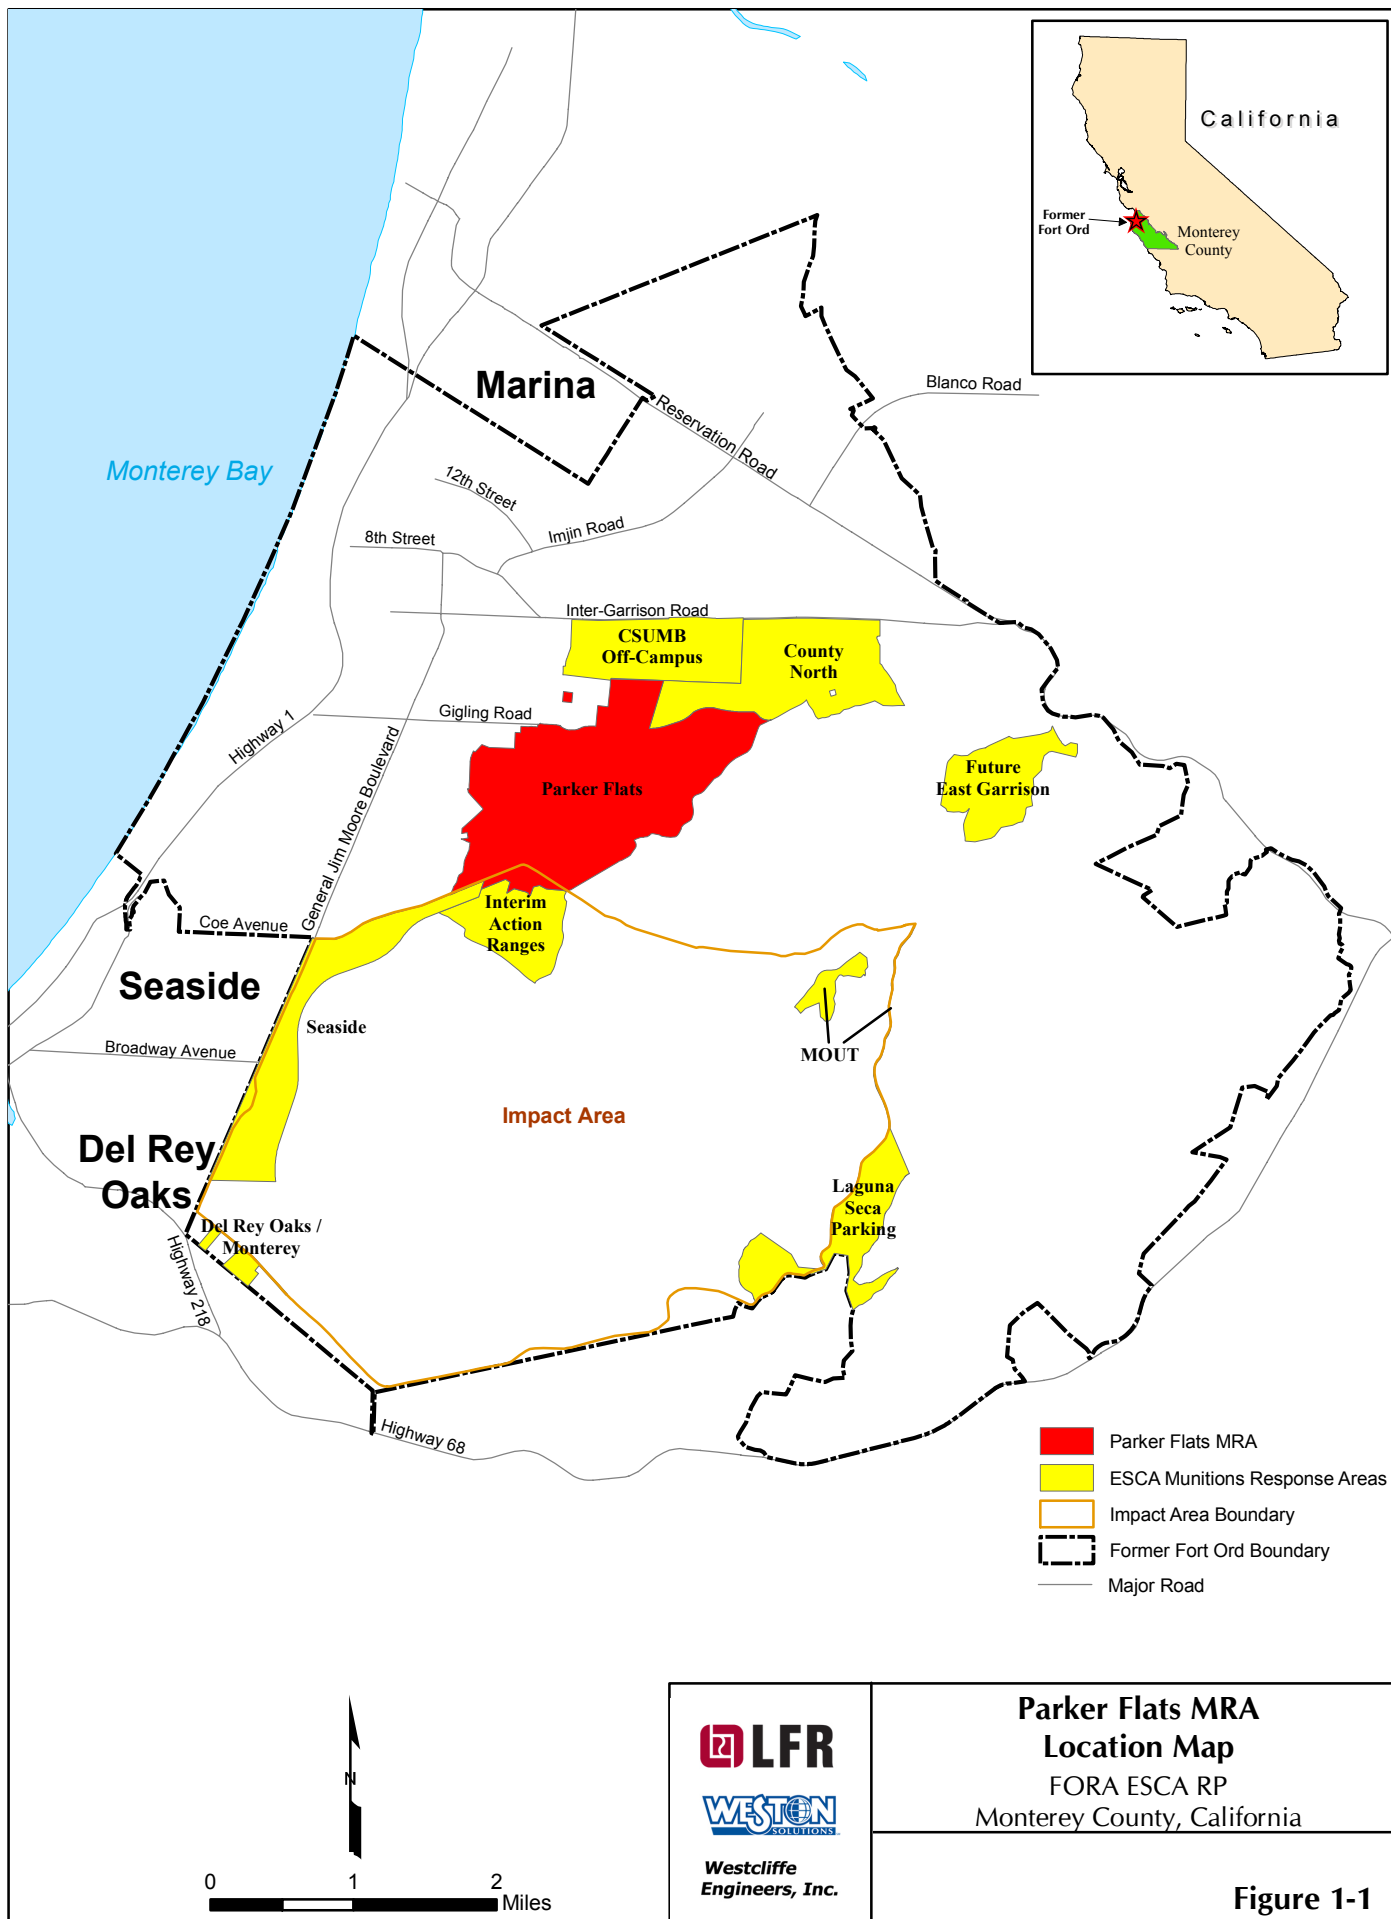 California
Former
Fort Ord
Monterey
County
Marina
Blanco Road
Reservation Road
Monterey Bay
12th Street
Imjin Road
8th Street
Inter-Garrison Road
CSUMB
Off-Campus
County
North
Gigling Road
Highway 1
General Jim Moore Boulevard
Parker Flats
Future
East Garrison
Interim
Action
Ranges
Coe Avenue
Seaside
Seaside
Broadway Avenue
MOUT
Impact Area
Del Rey
Oaks
Laguna
Seca
Parking
Del Rey Oaks /
Monterey
Highway 218
Highway 68
Parker Flats MRA
ESCA Munitions Response Areas
Impact Area Boundary
Former Fort Ord Boundary
Major Road
N
0 1 2
Miles
LFR
WESTON
SOLUTIONS
Westcliffe
Engineers, Inc.
Parker Flats MRA
Location Map
FORA ESCA RP
Monterey County, California
Figure 1-1